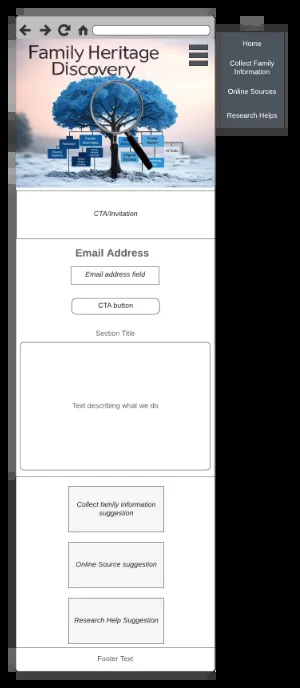 Family Heritage
Discovery
Home
Collect Family
Information
Online Sources
Research Helps
CTA/Invitation
Email Address
Email address field
CTA button
Section Title
Text describing what we do
Collect family information
suggestion
Online Source suggestion
Research Help Suggestion
Footer Text